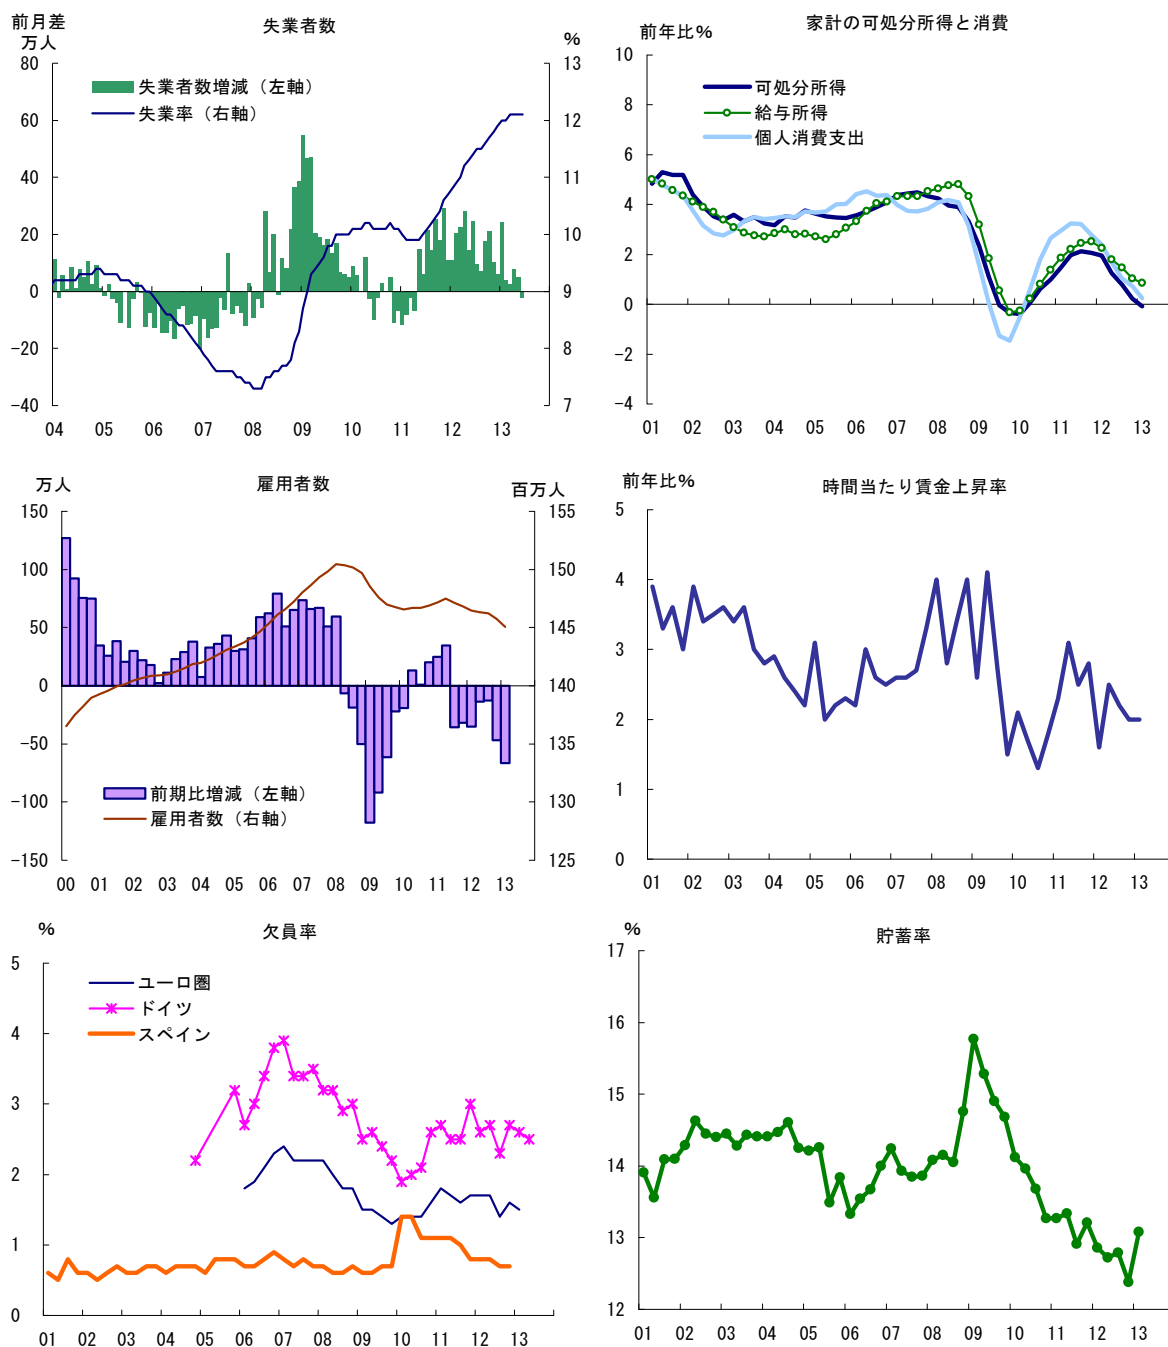 失業者数
前月差
万人
%
80
60
40
20
0
−20
−40
13
12
11
10
9
8
7
失業者数増減（左軸）
失業率（右軸）
04 05 06 07 08 09 10 11 12 13
家計の可処分所得と消費
前年比%
10
8
6
4
2
0
−2
−4
可処分所得
給与所得
個人消費支出
01 02 03 04 05 06 07 08 09 10 11 12 13
雇用者数
万人
百万人
150
100
50
0
−50
−100
−150
155
150
145
140
135
130
125
前期比増減（左軸）
雇用者数（右軸）
00 01 02 03 04 05 06 07 08 09 10 11 12 13
時間当たり賃金上昇率
前年比%
5
4
3
2
1
0
01 02 03 04 05 06 07 08 09 10 11 12 13
欠員率
%
5
4
3
2
1
0
ユーロ圏
ドイツ
スペイン
01 02 03 04 05 06 07 08 09 10 11 12 13
貯蓄率
%
17
16
15
14
13
12
01 02 03 04 05 06 07 08 09 10 11 12 13